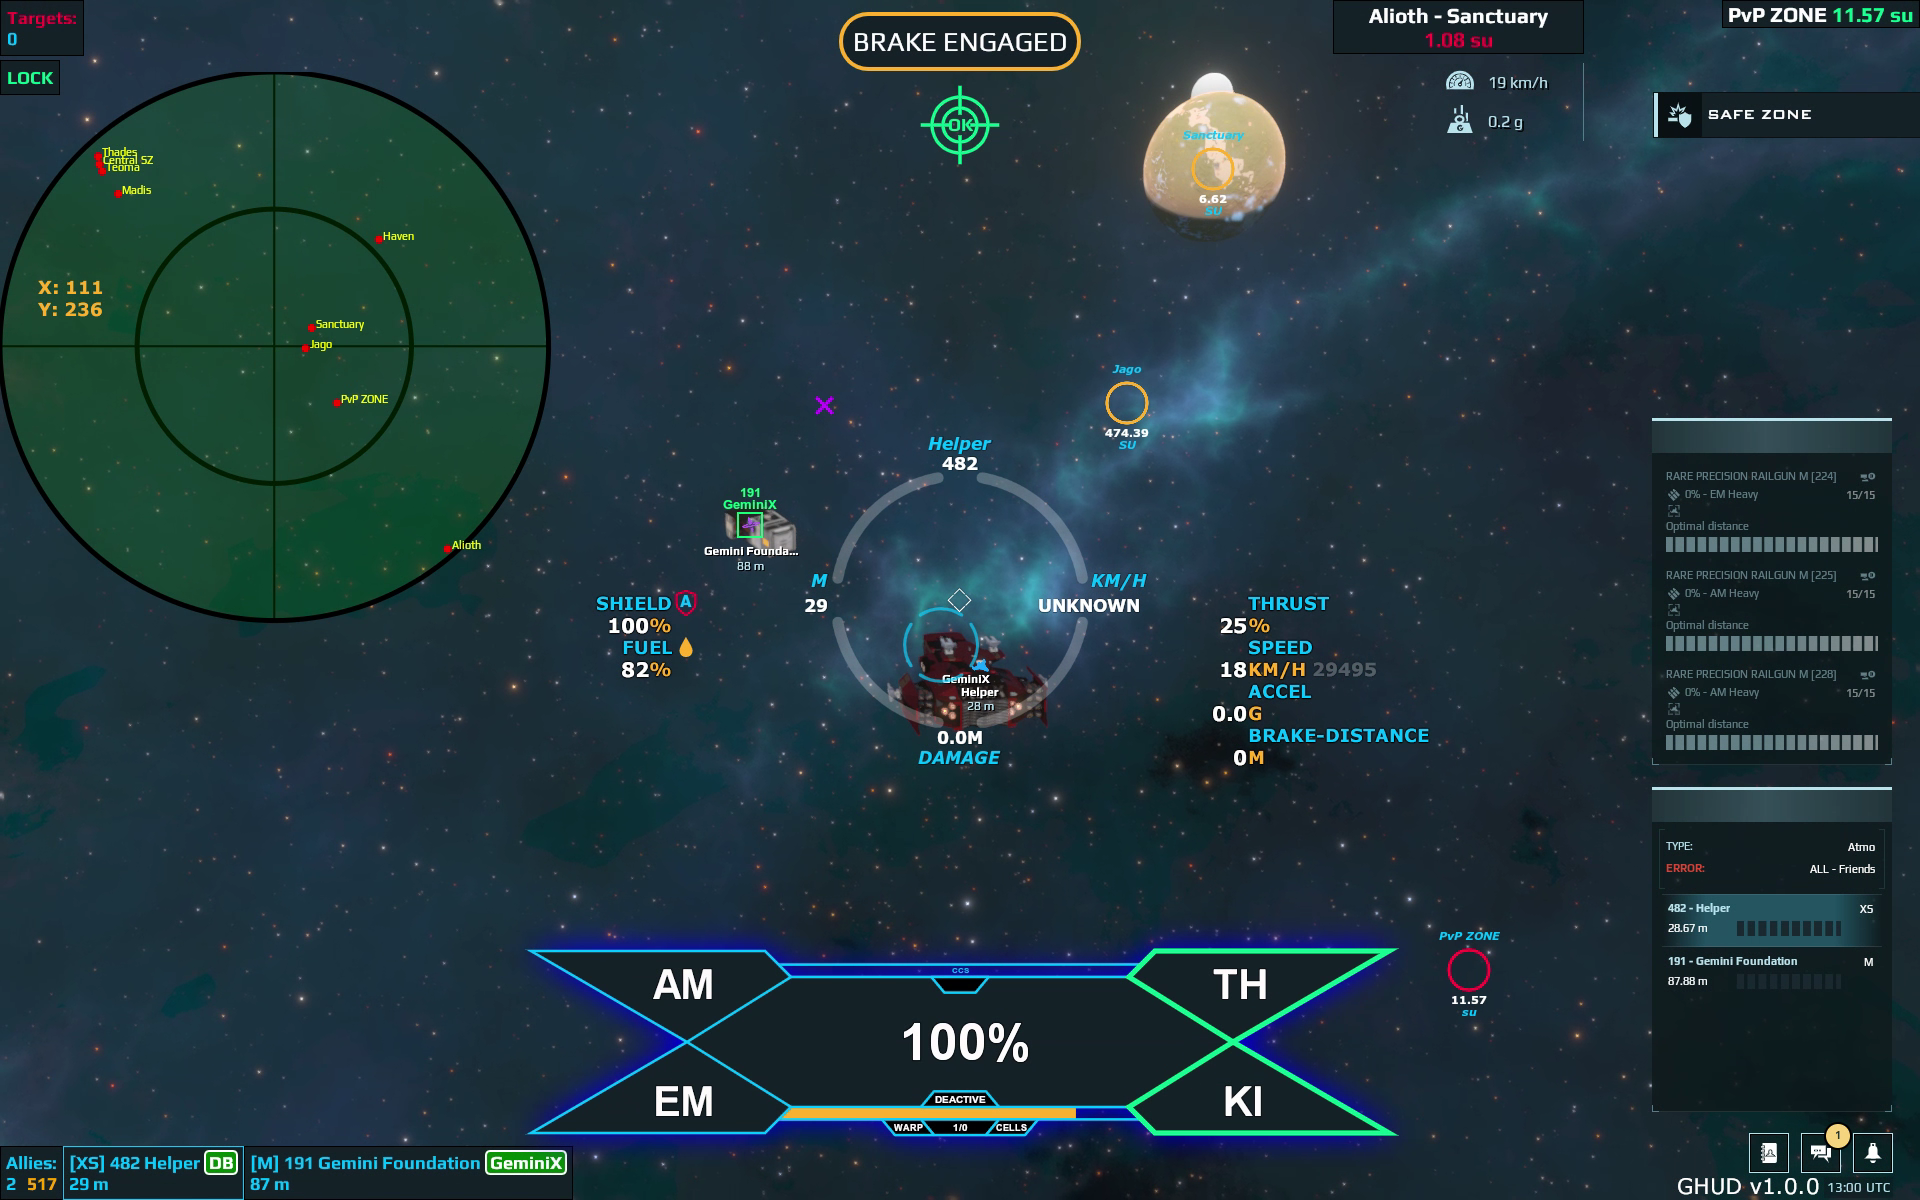 Targets:
0
LOCK
BRAKE ENGAGED
OK
Alioth - Sanctuary
1.08 su
19 km/h
0.2 g
PvP ZONE 11.57 su
SAFE ZONE
Thades
Central SZ
Teoma
Madis
Haven
X: 111
Y: 236
Sanctuary
Jago
PvP ZONE
Alioth
Sanctuary
6.62
SU
Jago
474.39
SU
Helper
482
191
GeminiX
Gemini Founda...
88 m
M
29
KM/H
UNKNOWN
GeminiX
Helper
28 m
0.0M
DAMAGE
SHIELD A
100%
FUEL
82%
THRUST
25%
SPEED
18KM/H 29495
ACCEL
0.0G
BRAKE-DISTANCE
0M
RARE PRECISION RAILGUN M [224]
0% - EM Heavy 15/15
Optimal distance
RARE PRECISION RAILGUN M [225]
0% - AM Heavy 15/15
Optimal distance
RARE PRECISION RAILGUN M [228]
0% - AM Heavy 15/15
Optimal distance
TYPE: Atmo
ERROR: ALL - Friends
482 - Helper XS
28.67 m
191 - Gemini Foundation M
87.88 m
PvP ZONE
11.57
su
AM
CCS
TH
100%
EM
DEACTIVE
WARP 1/0 CELLS
KI
Allies:
2 517
[XS] 482 Helper DB
29 m
[M] 191 Gemini Foundation GeminiX
87 m
1
GHUD v1.0.0 13:00 UTC